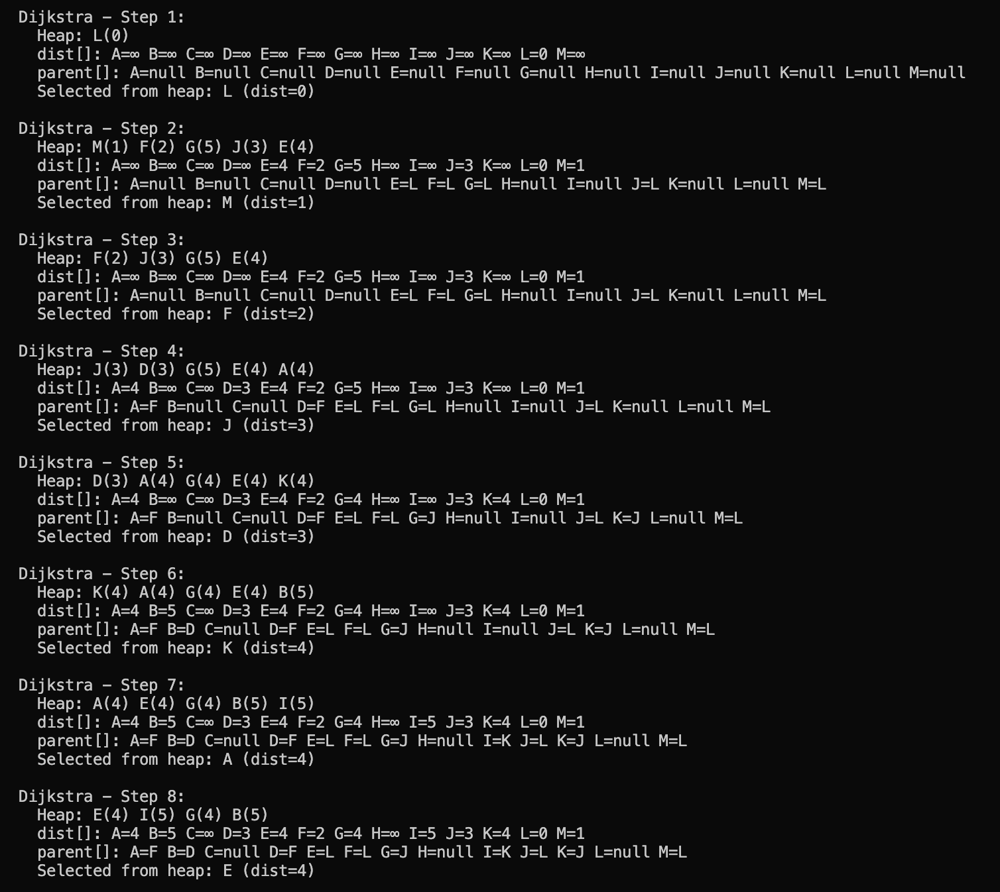 Dijkstra – Step 1:
Heap: L(0)
dist[]: A=∞ B=∞ C=∞ D=∞ E=∞ F=∞ G=∞ H=∞ I=∞ J=∞ K=∞ L=0 M=∞
parent[]: A=null B=null C=null D=null E=null F=null G=null H=null I=null J=null K=null L=null M=null
Selected from heap: L (dist=0)
Dijkstra – Step 2:
Heap: M(1) F(2) G(5) J(3) E(4)
dist[]: A=∞ B=∞ C=∞ D=∞ E=4 F=2 G=5 H=∞ I=∞ J=3 K=∞ L=0 M=1
parent[]: A=null B=null C=null D=null E=L F=L G=L H=null I=null J=L K=null L=null M=L
Selected from heap: M (dist=1)
Dijkstra – Step 3:
Heap: F(2) J(3) G(5) E(4)
dist[]: A=∞ B=∞ C=∞ D=∞ E=4 F=2 G=5 H=∞ I=∞ J=3 K=∞ L=0 M=1
parent[]: A=null B=null C=null D=null E=L F=L G=L H=null I=null J=L K=null L=null M=L
Selected from heap: F (dist=2)
Dijkstra – Step 4:
Heap: J(3) D(3) G(5) E(4) A(4)
dist[]: A=4 B=∞ C=∞ D=3 E=4 F=2 G=5 H=∞ I=∞ J=3 K=∞ L=0 M=1
parent[]: A=F B=null C=null D=F E=L F=L G=L H=null I=null J=L K=null L=null M=L
Selected from heap: J (dist=3)
Dijkstra – Step 5:
Heap: D(3) A(4) G(4) E(4) K(4)
dist[]: A=4 B=∞ C=∞ D=3 E=4 F=2 G=4 H=∞ I=∞ J=3 K=4 L=0 M=1
parent[]: A=F B=null C=null D=F E=L F=L G=J H=null I=null J=L K=J L=null M=L
Selected from heap: D (dist=3)
Dijkstra – Step 6:
Heap: K(4) A(4) G(4) E(4) B(5)
dist[]: A=4 B=5 C=∞ D=3 E=4 F=2 G=4 H=∞ I=∞ J=3 K=4 L=0 M=1
parent[]: A=F B=D C=null D=F E=L F=L G=J H=null I=null J=L K=J L=null M=L
Selected from heap: K (dist=4)
Dijkstra – Step 7:
Heap: A(4) E(4) G(4) B(5) I(5)
dist[]: A=4 B=5 C=∞ D=3 E=4 F=2 G=4 H=∞ I=5 J=3 K=4 L=0 M=1
parent[]: A=F B=D C=null D=F E=L F=L G=J H=null I=K J=L K=J L=null M=L
Selected from heap: A (dist=4)
Dijkstra – Step 8:
Heap: E(4) I(5) G(4) B(5)
dist[]: A=4 B=5 C=∞ D=3 E=4 F=2 G=4 H=∞ I=5 J=3 K=4 L=0 M=1
parent[]: A=F B=D C=null D=F E=L F=L G=J H=null I=K J=L K=J L=null M=L
Selected from heap: E (dist=4)